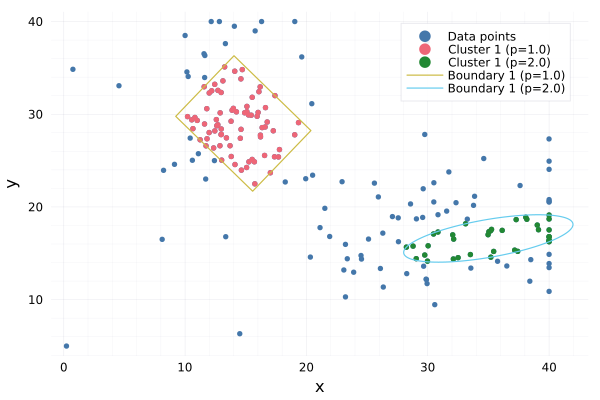 40
30
20
10
0
10
20
30
40
x
y
Data points
Cluster 1 (p=1.0)
Cluster 1 (p=2.0)
Boundary 1 (p=1.0)
Boundary 1 (p=2.0)